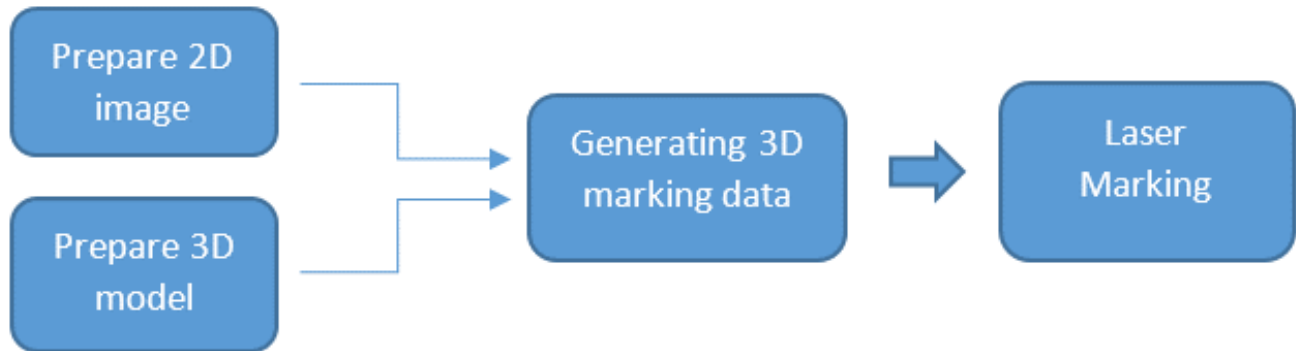 Prepare 2D
image
Prepare 3D
model
Generating 3D
marking data
Laser
Marking